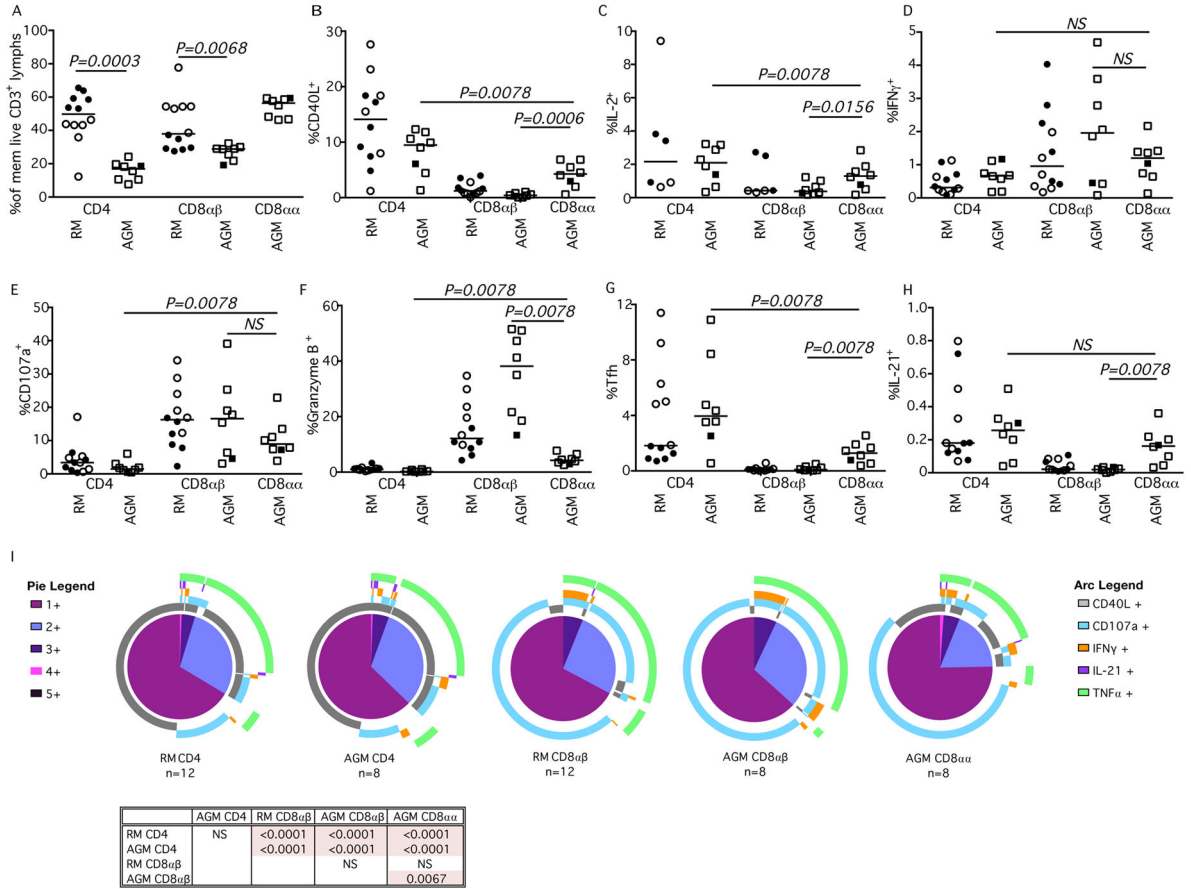 A
%of mem live CD3+ lymphs
100
80
60
40
20
0
P=0.0003
P=0.0068
CD4
CD8αβ
CD8αα
RM
AGM
RM
AGM
AGM
B
%CD40L+
30
20
10
0
P=0.0078
P=0.0006
CD4
CD8αβ
CD8αα
RM
AGM
RM
AGM
AGM
C
%IL-2+
10
8
6
4
2
0
P=0.0078
P=0.0156
CD4
CD8αβ
CD8αα
RM
AGM
RM
AGM
AGM
D
%IFNγ+
5
4
3
2
1
0
NS
NS
CD4
CD8αβ
CD8αα
RM
AGM
RM
AGM
AGM
E
%CD107a+
50
40
30
20
10
0
P=0.0078
NS
CD4
CD8αβ
CD8αα
RM
AGM
RM
AGM
AGM
F
%Granzyme B+
60
40
20
0
P=0.0078
P=0.0078
CD4
CD8αβ
CD8αα
RM
AGM
RM
AGM
AGM
G
%Tfh
12
8
4
0
P=0.0078
P=0.0078
CD4
CD8αβ
CD8αα
RM
AGM
RM
AGM
AGM
H
%IL-21+
1.0
0.8
0.6
0.4
0.2
0.0
NS
P=0.0078
CD4
CD8αβ
CD8αα
RM
AGM
RM
AGM
AGM
I
Pie Legend
1+
2+
3+
4+
5+
RM CD4
n=12
AGM CD4
n=8
RM CD8αβ
n=12
AGM CD8αβ
n=8
AGM CD8αα
n=8
Arc Legend
CD40L +
CD107a +
IFNγ +
IL-21 +
TNFα +
AGM CD4 RM CD8αβ AGM CD8αβ AGM CD8αα
RM CD4 NS <0.0001 <0.0001 <0.0001
AGM CD4 <0.0001 <0.0001 <0.0001
RM CD8αβ NS NS
AGM CD8αβ 0.0067